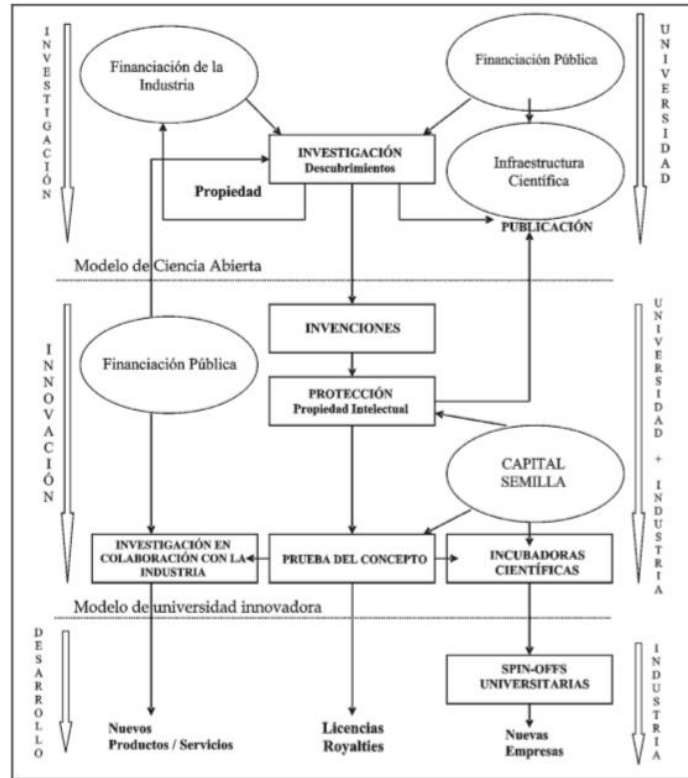 INVESTIGACIÓN
UNIVERSIDAD
Financiación de la
Industria
Financiación Pública
INVESTIGACIÓN
Descubrimientos
Infraestructura
Científica
Propiedad
PUBLICACIÓN
Modelo de Ciencia Abierta
INNOVACIÓN
UNIVERSIDAD + INDUSTRIA
INVENCIONES
Financiación Pública
PROTECCIÓN
Propiedad Intelectual
CAPITAL
SEMILLA
INVESTIGACIÓN EN
COLABORACIÓN CON LA
INDUSTRIA
PRUEBA DEL CONCEPTO
INCUBADORAS
CIENTÍFICAS
Modelo de universidad innovadora
DESARROLLO
INDUSTRIA
SPIN-OFFS
UNIVERSITARIAS
Nuevos
Productos / Servicios
Licencias
Royalties
Nuevas
Empresas